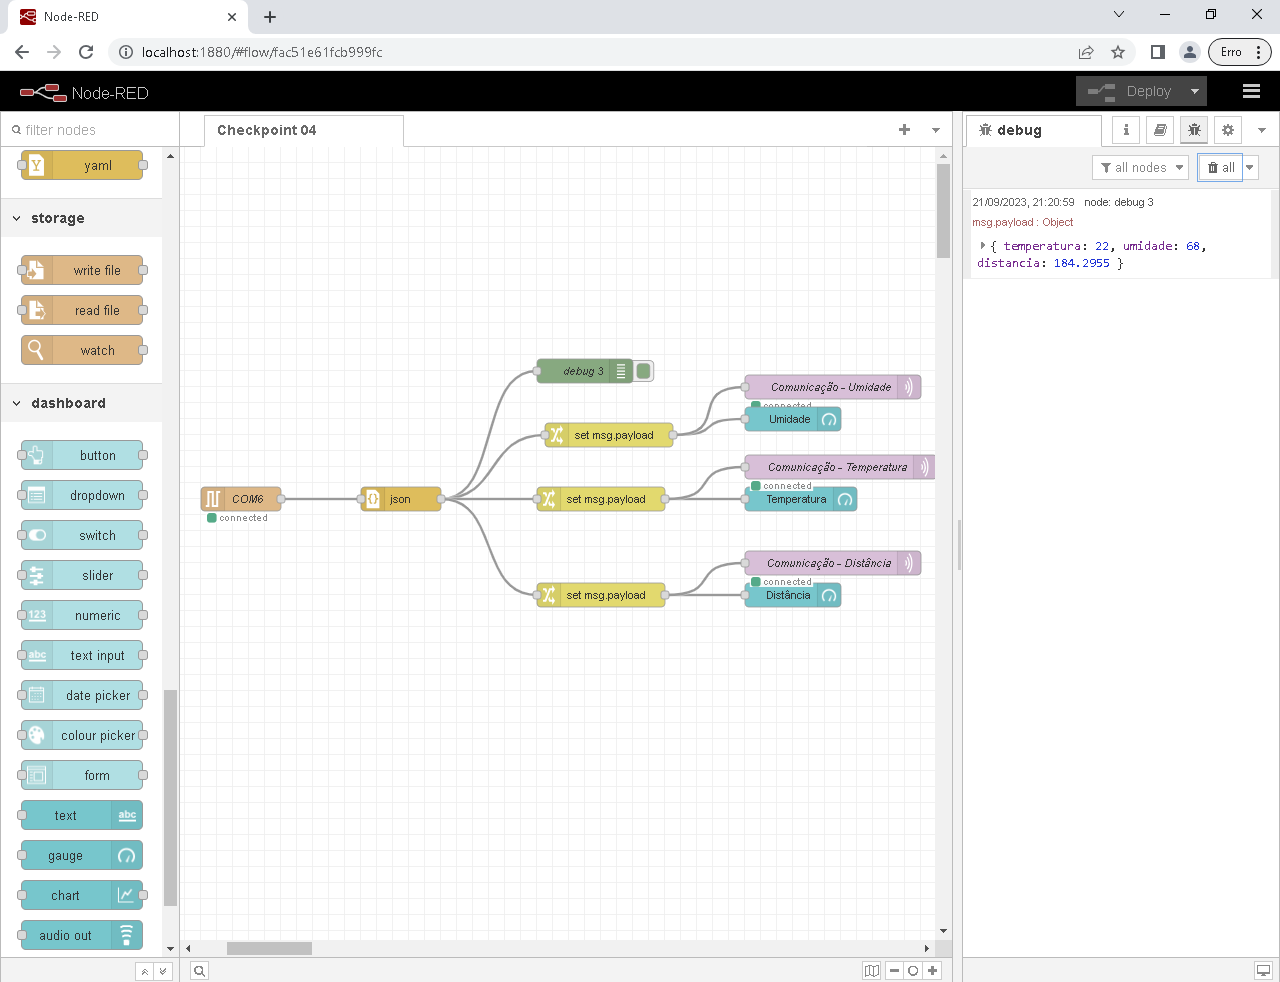 Node-RED
localhost:1880/#flow/fac51e61fcb999fc
Erro
Node-RED
Deploy
filter nodes
yaml
storage
write file
read file
watch
dashboard
button
dropdown
switch
slider
123
numeric
abc
text input
date picker
colour picker
form
text
abc
gauge
chart
audio out
Checkpoint 04
debug 3
Comunicação - Umidade
connected
Umidade
set msg.payload
Comunicação - Temperatura
connected
COM6
connected
json
set msg.payload
Temperatura
Comunicação - Distância
connected
set msg.payload
Distância
debug
i
all nodes
all
21/09/2023, 21:20:59 node: debug 3
msg.payload : Object
{ temperatura: 22, umidade: 68,
distancia: 184.2955 }